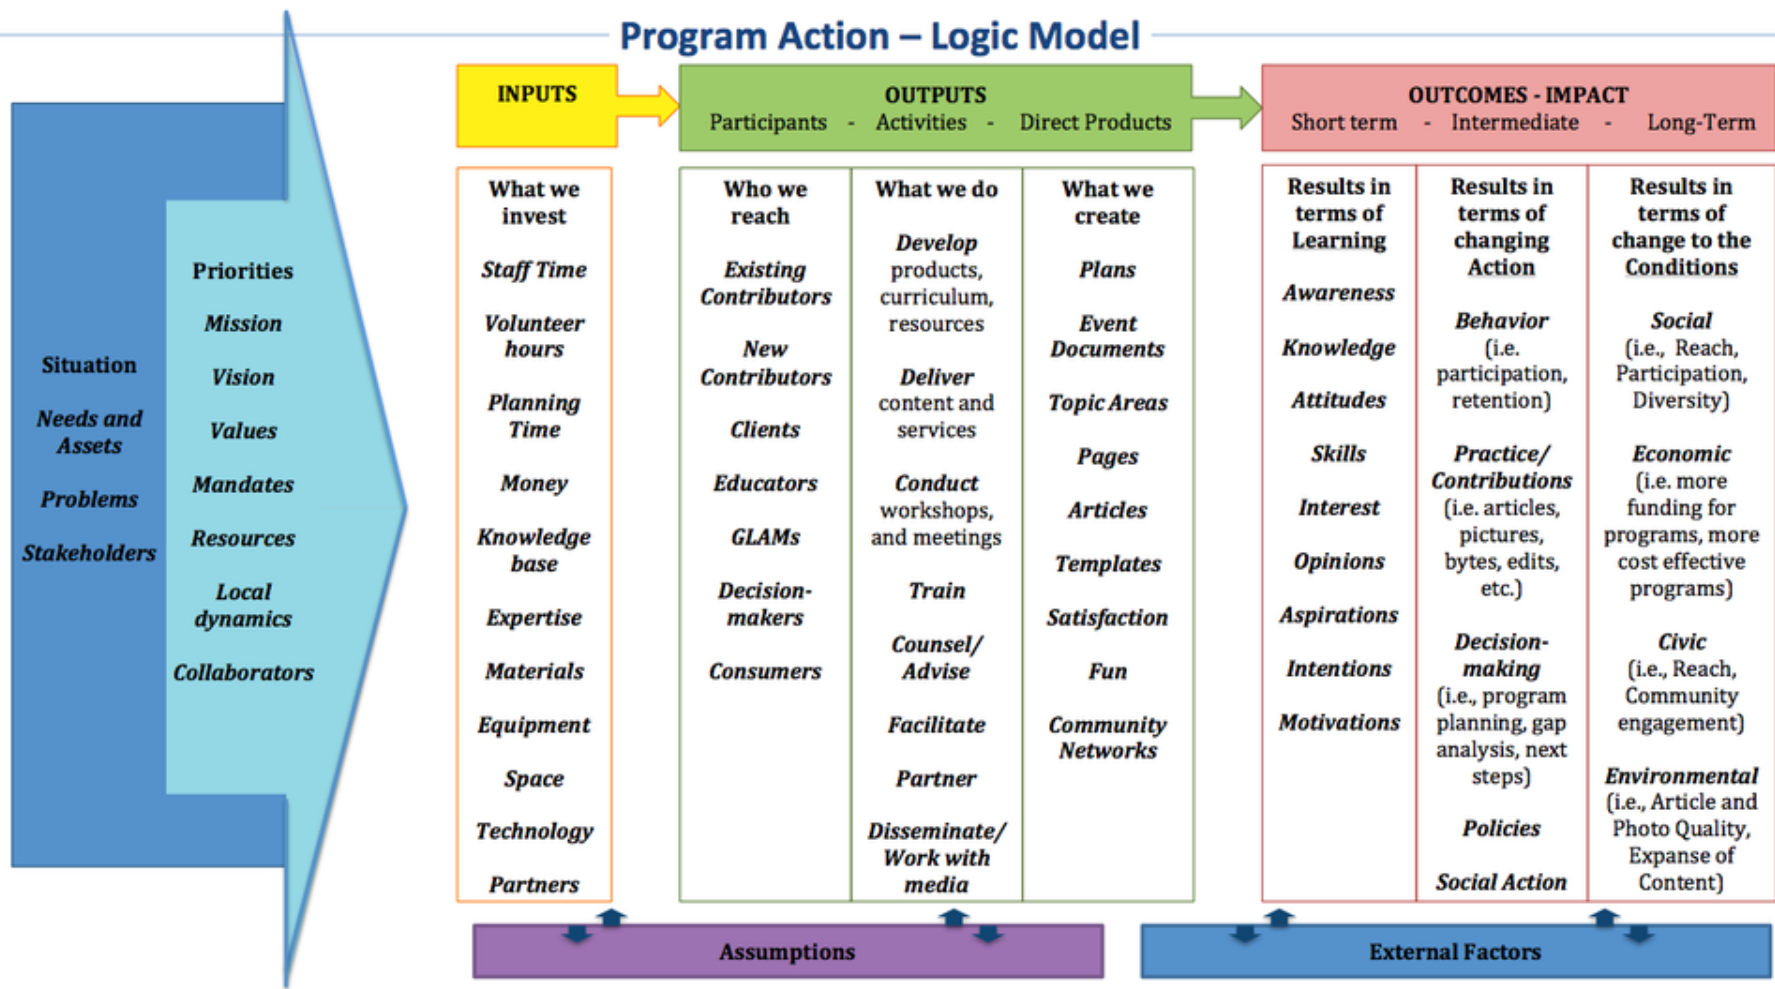 Program Action – Logic Model
Situation
Needs and
Assets
Problems
Stakeholders
Priorities
Mission
Vision
Values
Mandates
Resources
Local
dynamics
Collaborators
INPUTS
What we
invest
Staff Time
Volunteer
hours
Planning
Time
Money
Knowledge
base
Expertise
Materials
Equipment
Space
Technology
Partners
OUTPUTS
Participants - Activities - Direct Products
Who we
reach
Existing
Contributors
New
Contributors
Clients
Educators
GLAMs
Decision-
makers
Consumers
What we do
Develop
products,
curriculum,
resources
Deliver
content and
services
Conduct
workshops,
and meetings
Train
Counsel/
Advise
Facilitate
Partner
Disseminate/
Work with
media
What we
create
Plans
Event
Documents
Topic Areas
Pages
Articles
Templates
Satisfaction
Fun
Community
Networks
OUTCOMES - IMPACT
Short term - Intermediate - Long-Term
Results in
terms of
Learning
Awareness
Knowledge
Attitudes
Skills
Interest
Opinions
Aspirations
Intentions
Motivations
Results in
terms of
changing
Action
Behavior
(i.e.
participation,
retention)
Practice/
Contributions
(i.e. articles,
pictures,
bytes, edits,
etc.)
Decision-
making
(i.e., program
planning, gap
analysis, next
steps)
Policies
Social Action
Results in
terms of
change to the
Conditions
Social
(i.e., Reach,
Participation,
Diversity)
Economic
(i.e. more
funding for
programs, more
cost effective
programs)
Civic
(i.e., Reach,
Community
engagement)
Environmental
(i.e., Article and
Photo Quality,
Expanse of
Content)
Assumptions
External Factors